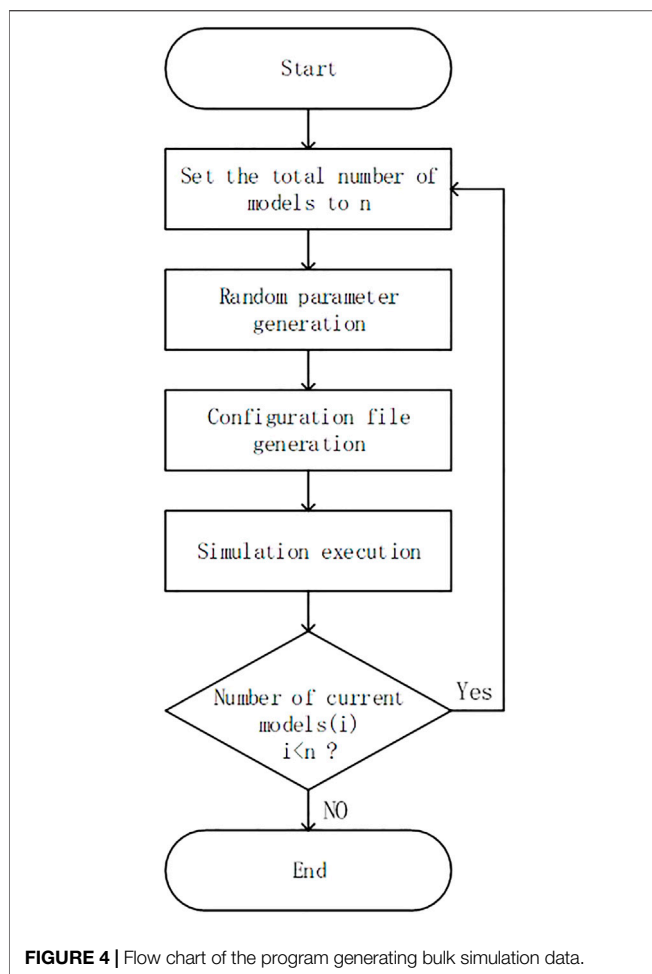 Start
Set the total number of
models to n
Random parameter
generation
Configuration file
generation
Simulation execution
Number of current
models(i)
i<n ?
Yes
NO
End
FIGURE 4 | Flow chart of the program generating bulk simulation data.